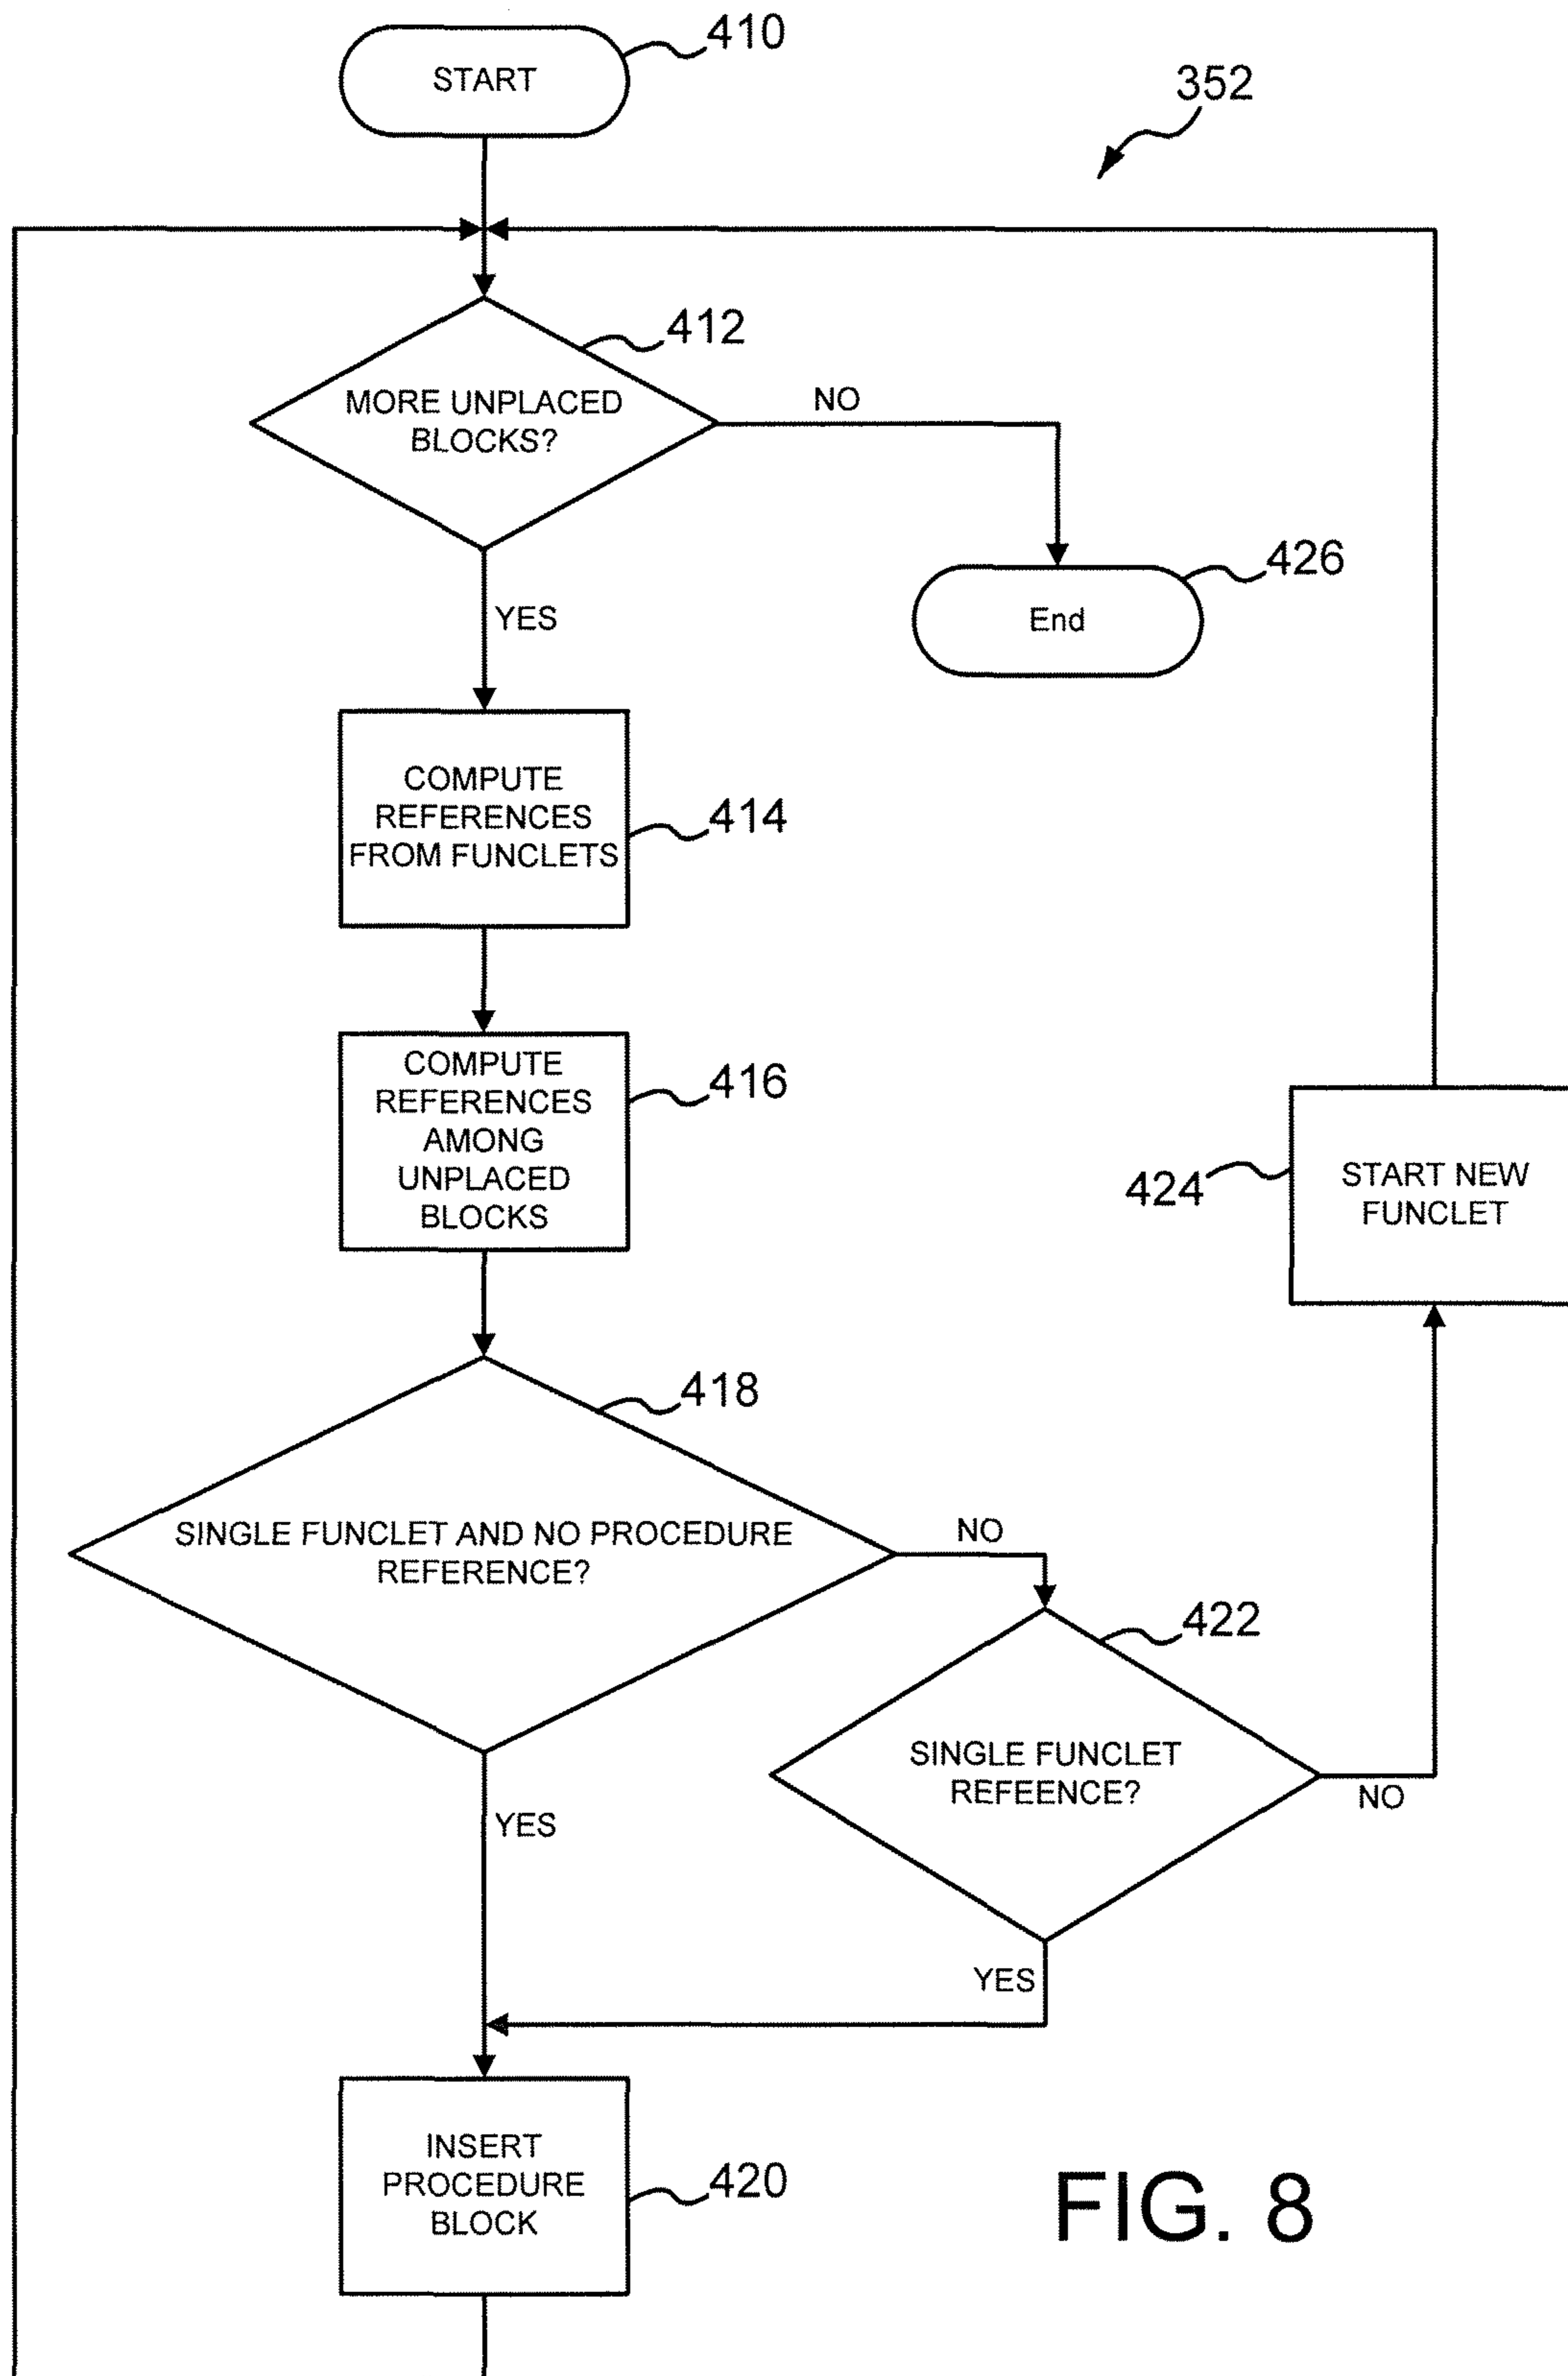 START
410
352
MORE UNPLACED
BLOCKS?
412
NO
YES
End
426
COMPUTE
REFERENCES
FROM FUNCLETS
414
COMPUTE
REFERENCES
AMONG
UNPLACED
BLOCKS
416
START NEW
FUNCLET
424
418
SINGLE FUNCLET AND NO PROCEDURE
REFERENCE?
NO
YES
422
SINGLE FUNCLET
REFEENCE?
NO
YES
INSERT
PROCEDURE
BLOCK
420
FIG. 8